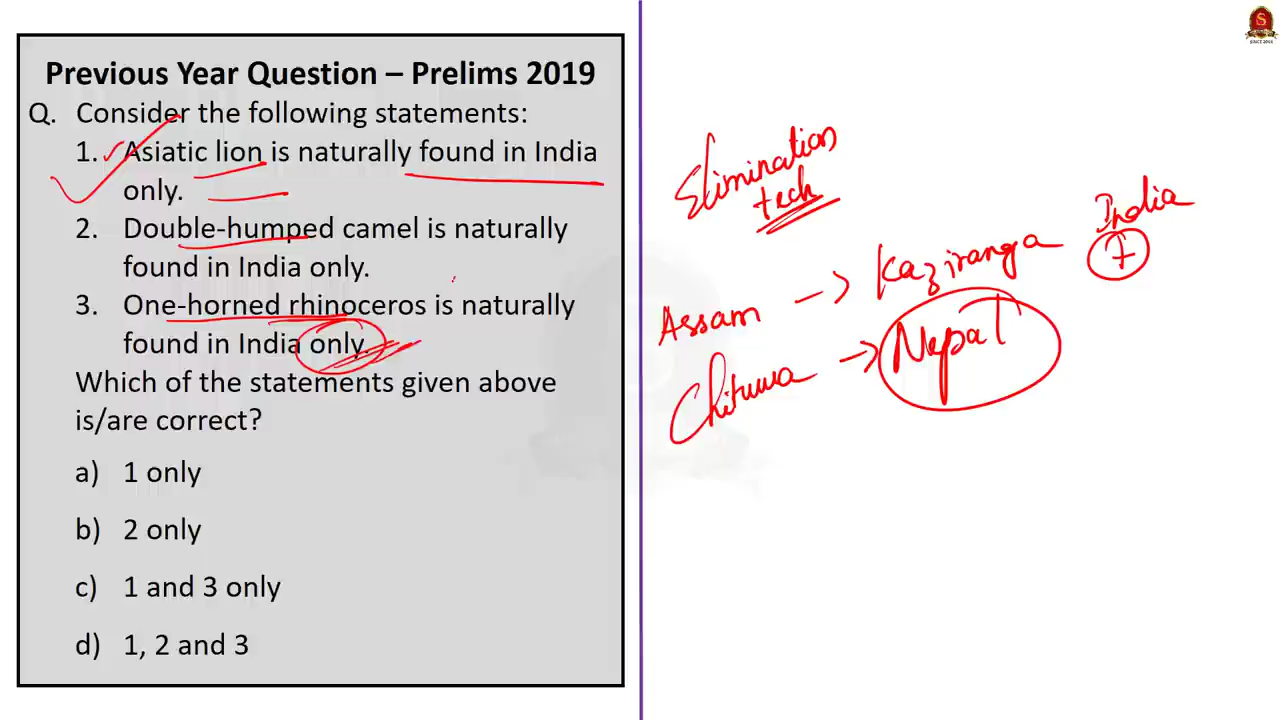 Previous Year Question – Prelims 2019
Q. Consider the following statements:
1. Asiatic lion is naturally found in India
only.
2. Double-humped camel is naturally
found in India only.
3. One-horned rhinoceros is naturally
found in India only.
Which of the statements given above
is/are correct?
a) 1 only
b) 2 only
c) 1 and 3 only
d) 1, 2 and 3
Elimination
tech
India
7
Assam -> Kaziranga
Chituwa -> Nepal
S